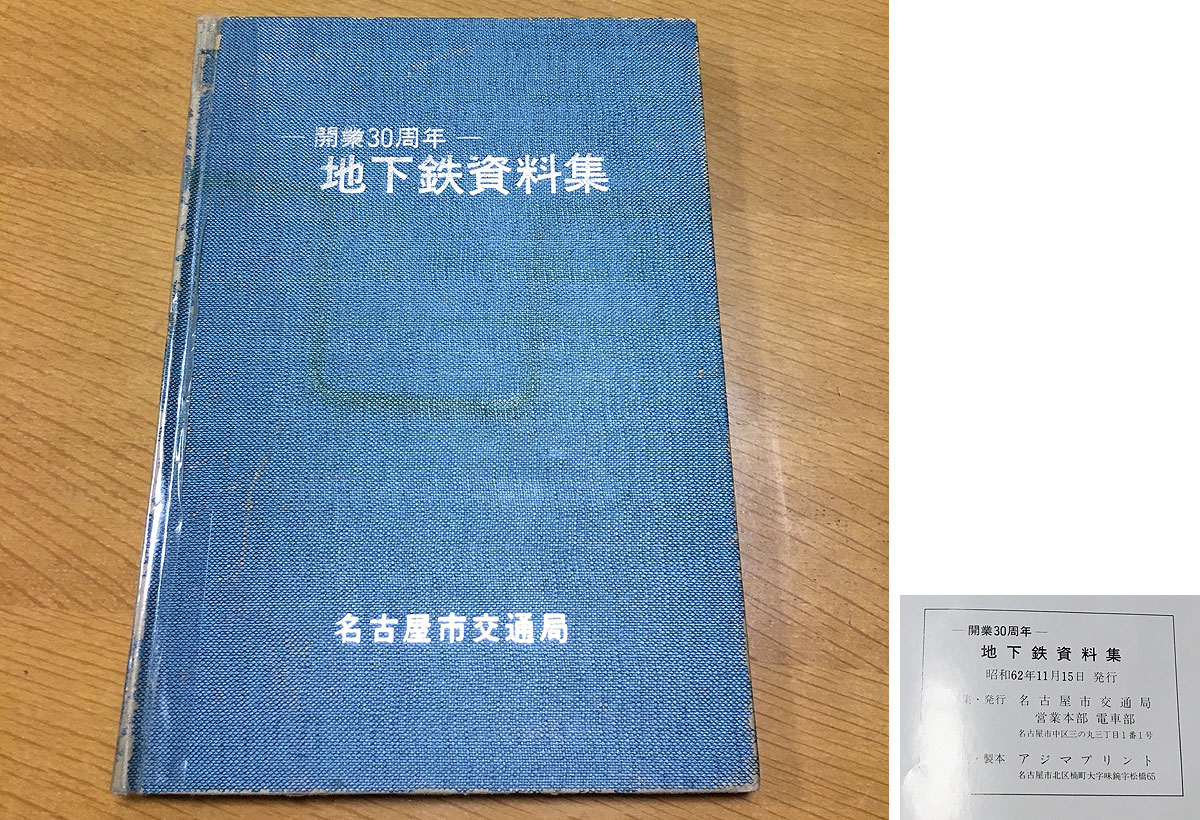 ― 開業30周年 ―
地下鉄資料集
名古屋市交通局
― 開業30周年 ―
地下鉄資料集
昭和62年11月15日 発行
集・発行 名古屋市交通局
営業本部 電車部
名古屋市中区三の丸三丁目1番1号
・製本 アジマプリント
名古屋市北区楠町大字味鋺字松橋65